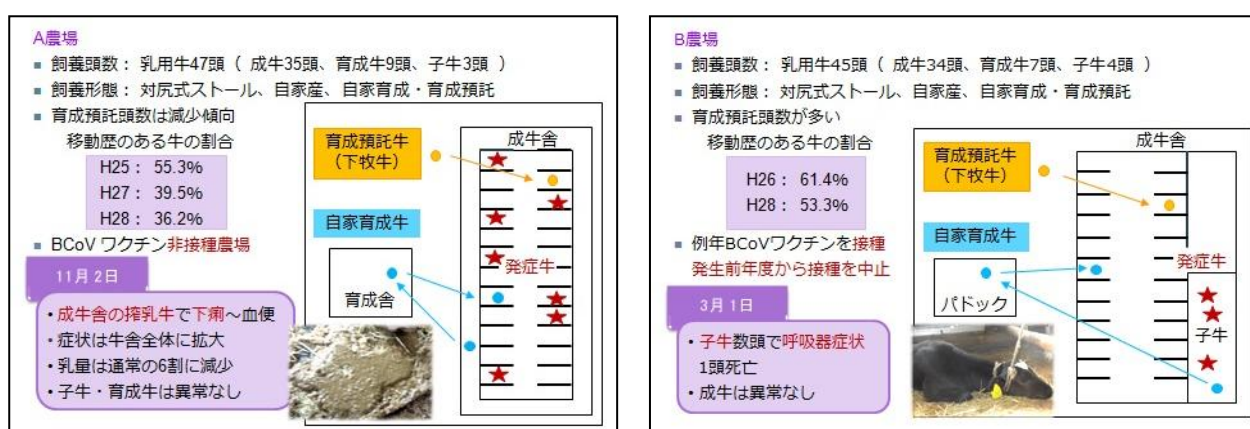 A農場
▪ 飼養頭数： 乳用牛47頭（ 成牛35頭、育成牛9頭、子牛3頭 ）
▪ 飼養形態： 対尻式ストール、自家産、自家育成・育成預託
▪ 育成預託頭数は減少傾向
移動歴のある牛の割合
H25： 55.3%
H27： 39.5%
H28： 36.2%
▪ BCoV ワクチン非接種農場
11月2日
・成牛舎の搾乳牛で下痢～血便
・症状は牛舎全体に拡大
・乳量は通常の6割に減少
・子牛・育成牛は異常なし
育成預託牛
（下牧牛）
自家育成牛
育成舎
成牛舎
発症牛
B農場
▪ 飼養頭数： 乳用牛45頭（ 成牛34頭、育成牛7頭、子牛4頭 ）
▪ 飼養形態： 対尻式ストール、自家産、自家育成・育成預託
▪ 育成預託頭数が多い
移動歴のある牛の割合
H26： 61.4%
H28： 53.3%
▪ 例年BCoVワクチンを接種
発生前年度から接種を中止
3月1日
・子牛数頭で呼吸器症状
1頭死亡
・成牛は異常なし
育成預託牛
（下牧牛）
自家育成牛
パドック
成牛舎
発症牛
子牛